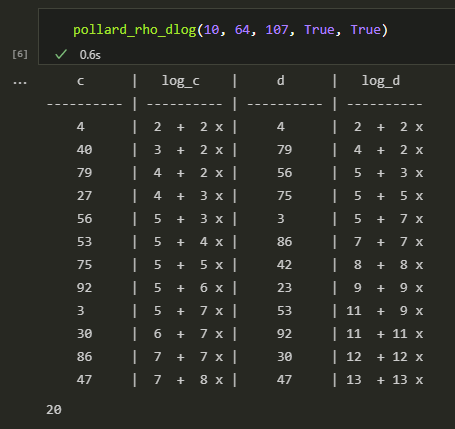 pollard_rho_dlog(10, 64, 107, True, True)
[6] ✓ 0.6s
... c | log_c | d | log_d
---------- | ---------- | ---------- | ----------
4 | 2 + 2 x | 4 | 2 + 2 x
40 | 3 + 2 x | 79 | 4 + 2 x
79 | 4 + 2 x | 56 | 5 + 3 x
27 | 4 + 3 x | 75 | 5 + 5 x
56 | 5 + 3 x | 3 | 5 + 7 x
53 | 5 + 4 x | 86 | 7 + 7 x
75 | 5 + 5 x | 42 | 8 + 8 x
92 | 5 + 6 x | 23 | 9 + 9 x
3 | 5 + 7 x | 53 | 11 + 9 x
30 | 6 + 7 x | 92 | 11 + 11 x
86 | 7 + 7 x | 30 | 12 + 12 x
47 | 7 + 8 x | 47 | 13 + 13 x
20